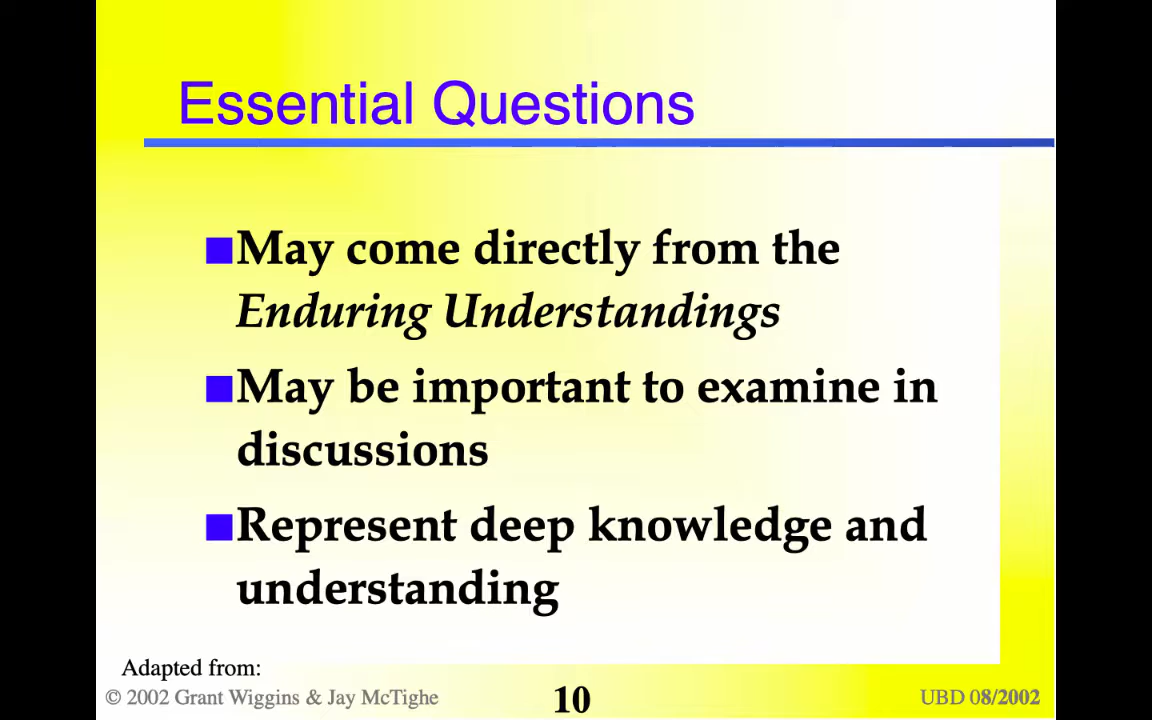 Essential Questions
May come directly from the
Enduring Understandings
May be important to examine in
discussions
Represent deep knowledge and
understanding
Adapted from:
© 2002 Grant Wiggins & Jay McTighe
10
UBD 08/2002